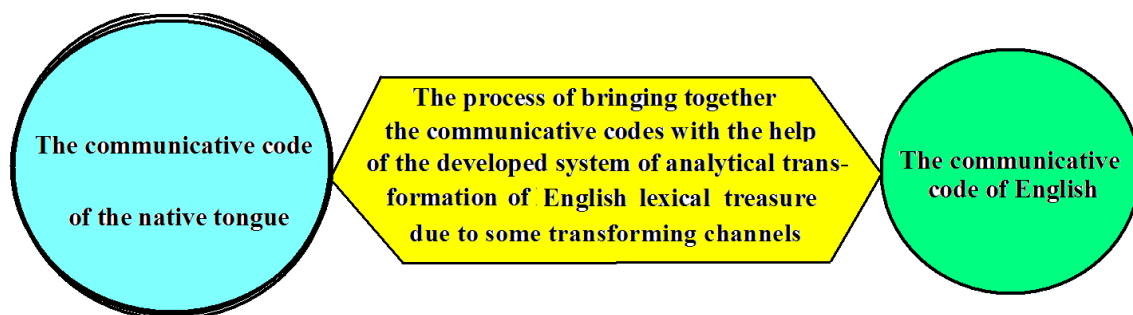 The communicative code
of the native tongue
The process of bringing together
the communicative codes with the help
of the developed system of analytical trans-
formation of English lexical treasure
due to some transforming channels
The communicative
code of English